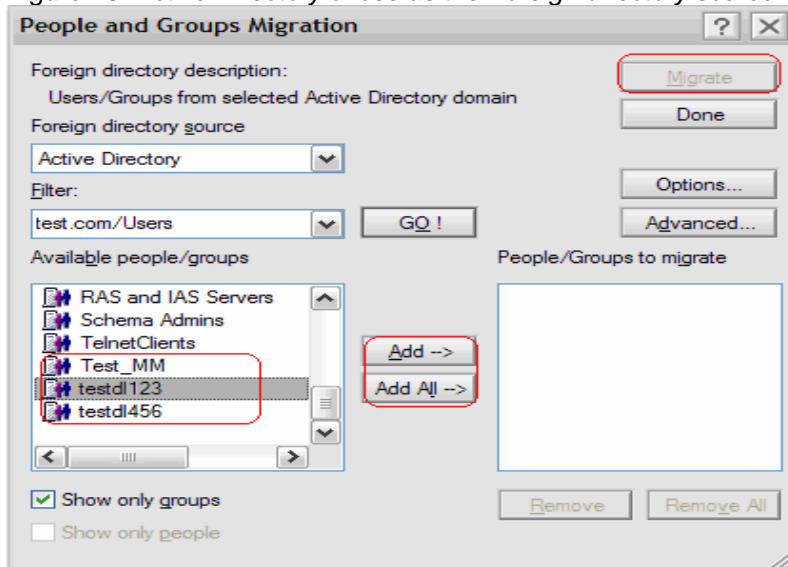 People and Groups Migration
Foreign directory description:
Users/Groups from selected Active Directory domain
Migrate
Done
Foreign directory source
Active Directory
Options...
Filter:
test.com/Users
GO !
Advanced...
Available people/groups
People/Groups to migrate
RAS and IAS Servers
Schema Admins
TelnetClients
Test_MM
testdl123
testdl456
Add -->
Add All -->
Show only groups
Show only people
Remove
Remove All